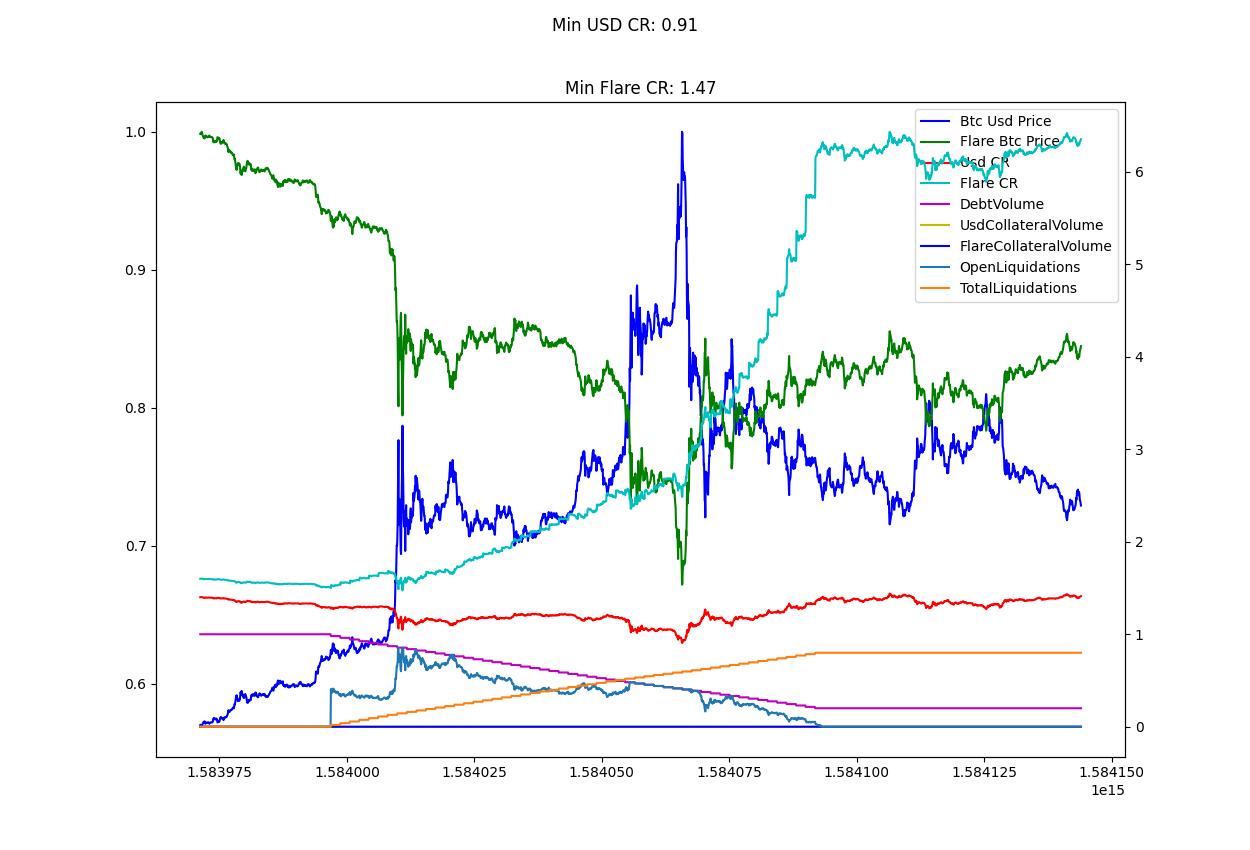 Min USD CR: 0.91
Min Flare CR: 1.47
Btc Usd Price
Flare Btc Price
Usd CR
Flare CR
DebtVolume
UsdCollateralVolume
FlareCollateralVolume
OpenLiquidations
TotalLiquidations
1.0
0.9
0.8
0.7
0.6
6
5
4
3
2
1
0
1.583975
1.584000
1.584025
1.584050
1.584075
1.584100
1.584125
1.584150
1e15